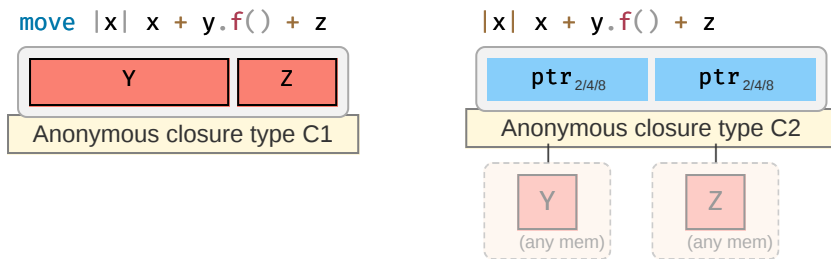 move |x| x + y.f() + z
Y Z
Anonymous closure type C1
|x| x + y.f() + z
ptr2/4/8 ptr2/4/8
Anonymous closure type C2
Y Z
(any mem) (any mem)